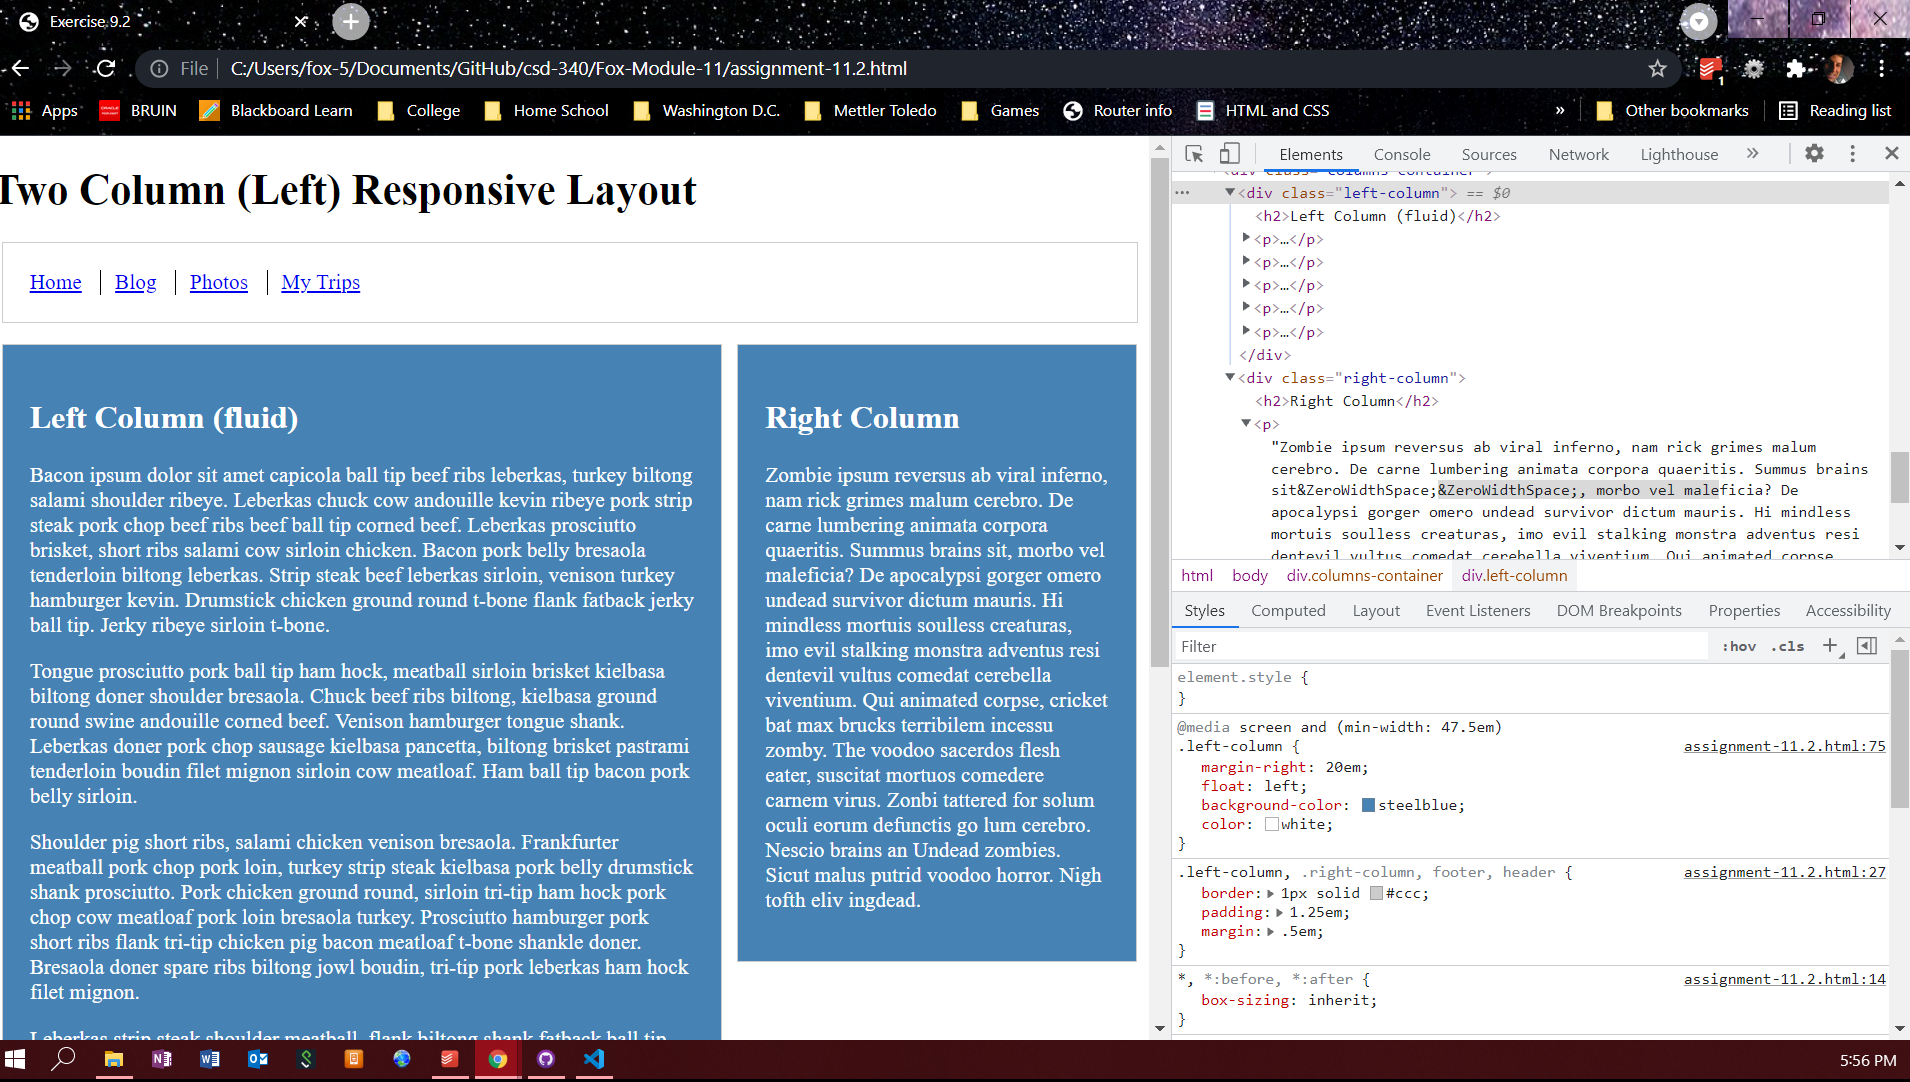 Exercise 9.2
File C:/Users/fox-5/Documents/GitHub/csd-340/Fox-Module-11/assignment-11.2.html
1
Apps BRUIN Blackboard Learn College Home School Washington D.C. Mettler Toledo Games Router info HTML and CSS » Other bookmarks Reading list
Two Column (Left) Responsive Layout
Home Blog Photos My Trips
Left Column (fluid)
Bacon ipsum dolor sit amet capicola ball tip beef ribs leberkas, turkey biltong
salami shoulder ribeye. Leberkas chuck cow andouille kevin ribeye pork strip
steak pork chop beef ribs beef ball tip corned beef. Leberkas prosciutto
brisket, short ribs salami cow sirloin chicken. Bacon pork belly bresaola
tenderloin biltong leberkas. Strip steak beef leberkas sirloin, venison turkey
hamburger kevin. Drumstick chicken ground round t-bone flank fatback jerky
ball tip. Jerky ribeye sirloin t-bone.
Tongue prosciutto pork ball tip ham hock, meatball sirloin brisket kielbasa
biltong doner shoulder bresaola. Chuck beef ribs biltong, kielbasa ground
round swine andouille corned beef. Venison hamburger tongue shank.
Leberkas doner pork chop sausage kielbasa pancetta, biltong brisket pastrami
tenderloin boudin filet mignon sirloin cow meatloaf. Ham ball tip bacon pork
belly sirloin.
Shoulder pig short ribs, salami chicken venison bresaola. Frankfurter
meatball pork chop pork loin, turkey strip steak kielbasa pork belly drumstick
shank prosciutto. Pork chicken ground round, sirloin tri-tip ham hock pork
chop cow meatloaf pork loin bresaola turkey. Prosciutto hamburger pork
short ribs flank tri-tip chicken pig bacon meatloaf t-bone shankle doner.
Bresaola doner spare ribs biltong jowl boudin, tri-tip pork leberkas ham hock
filet mignon.
Leberkas strip steak shoulder meatball, flank biltong shank fatback ball tip
Right Column
Zombie ipsum reversus ab viral inferno,
nam rick grimes malum cerebro. De
carne lumbering animata corpora
quaeritis. Summus brains sit, morbo vel
maleficia? De apocalypsi gorger omero
undead survivor dictum mauris. Hi
mindless mortuis soulless creaturas,
imo evil stalking monstra adventus resi
dentevil vultus comedat cerebella
viventium. Qui animated corpse, cricket
bat max brucks terribilem incessu
zomby. The voodoo sacerdos flesh
eater, suscitat mortuos comedere
carnem virus. Zonbi tattered for solum
oculi eorum defunctis go lum cerebro.
Nescio brains an Undead zombies.
Sicut malus putrid voodoo horror. Nigh
tofth eliv ingdead.
Elements Console Sources Network Lighthouse »
<div class="columns-container">
<div class="left-column"> == $0
<h2>Left Column (fluid)</h2>
<p>…</p>
<p>…</p>
<p>…</p>
<p>…</p>
<p>…</p>
</div>
<div class="right-column">
<h2>Right Column</h2>
<p>
"Zombie ipsum reversus ab viral inferno, nam rick grimes malum
cerebro. De carne lumbering animata corpora quaeritis. Summus brains
sit&ZeroWidthSpace;&ZeroWidthSpace;, morbo vel maleficia? De
apocalypsi gorger omero undead survivor dictum mauris. Hi mindless
mortuis soulless creaturas, imo evil stalking monstra adventus resi
dentevil vultus comedat cerebella viventium. Qui animated corpse,
html body div.columns-container div.left-column
Styles Computed Layout Event Listeners DOM Breakpoints Properties Accessibility
Filter :hov .cls
element.style {
}
@media screen and (min-width: 47.5em)
.left-column { assignment-11.2.html:75
margin-right: 20em;
float: left;
background-color: steelblue;
color: white;
}
.left-column, .right-column, footer, header { assignment-11.2.html:27
border: 1px solid #ccc;
padding: 1.25em;
margin: .5em;
}
*, *:before, *:after { assignment-11.2.html:14
box-sizing: inherit;
}
5:56 PM